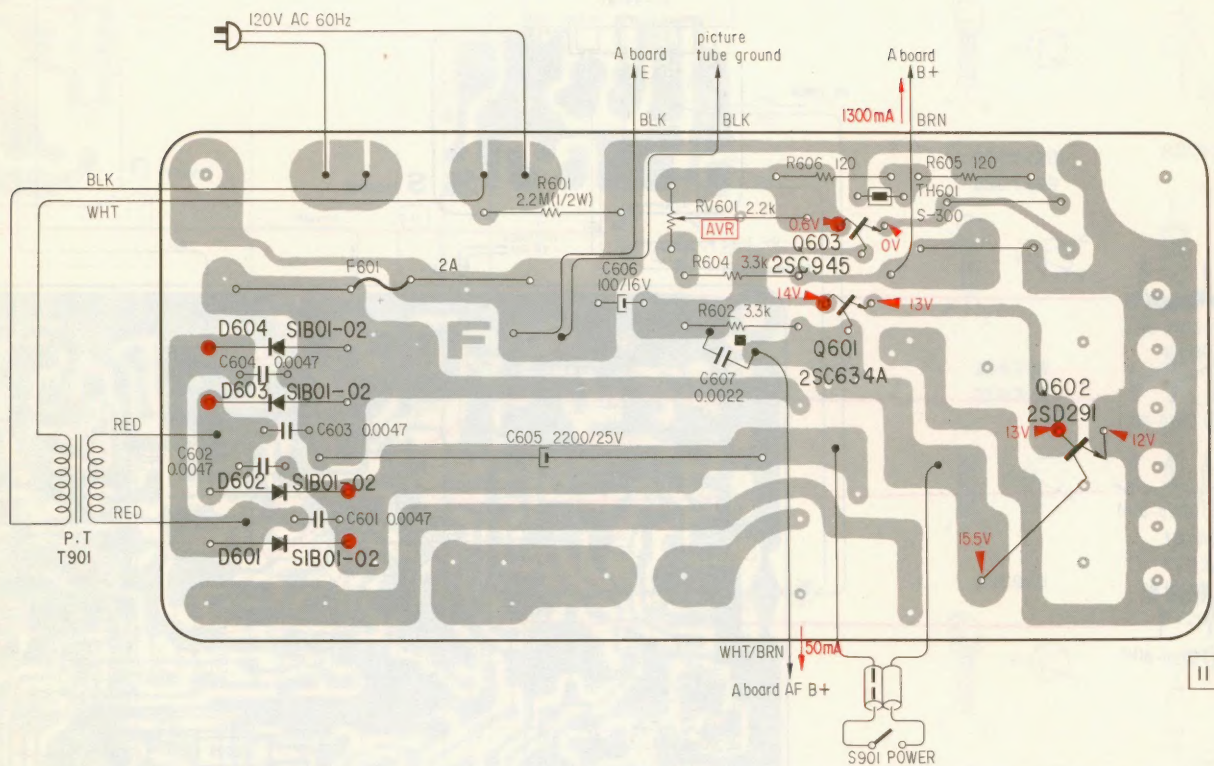 120V AC 60Hz
A board
E
picture
tube ground
A board
B+
1300mA
BLK
BLK
BRN
BLK
WHT
R601
2.2M(1/2W)
R606 120
R605 120
TH601
S-300
RV601 2.2k
AVR
0.6V
0V
Q603
2SC945
F601
2A
C606
100/16V
R604 3.3k
14V
13V
R602 3.3k
Q601
2SC634A
C607
0.0022
F
D604 SIB01-02
C604 0.0047
D603 SIB01-02
RED
C603 0.0047
C602
0.0047
C605 2200/25V
D602 SIB01-02
RED
C601 0.0047
D601 SIB01-02
P.T
T901
Q602
2SD291
13V
12V
15.5V
WHT/BRN
50mA
A board AF B+
S901 POWER
11